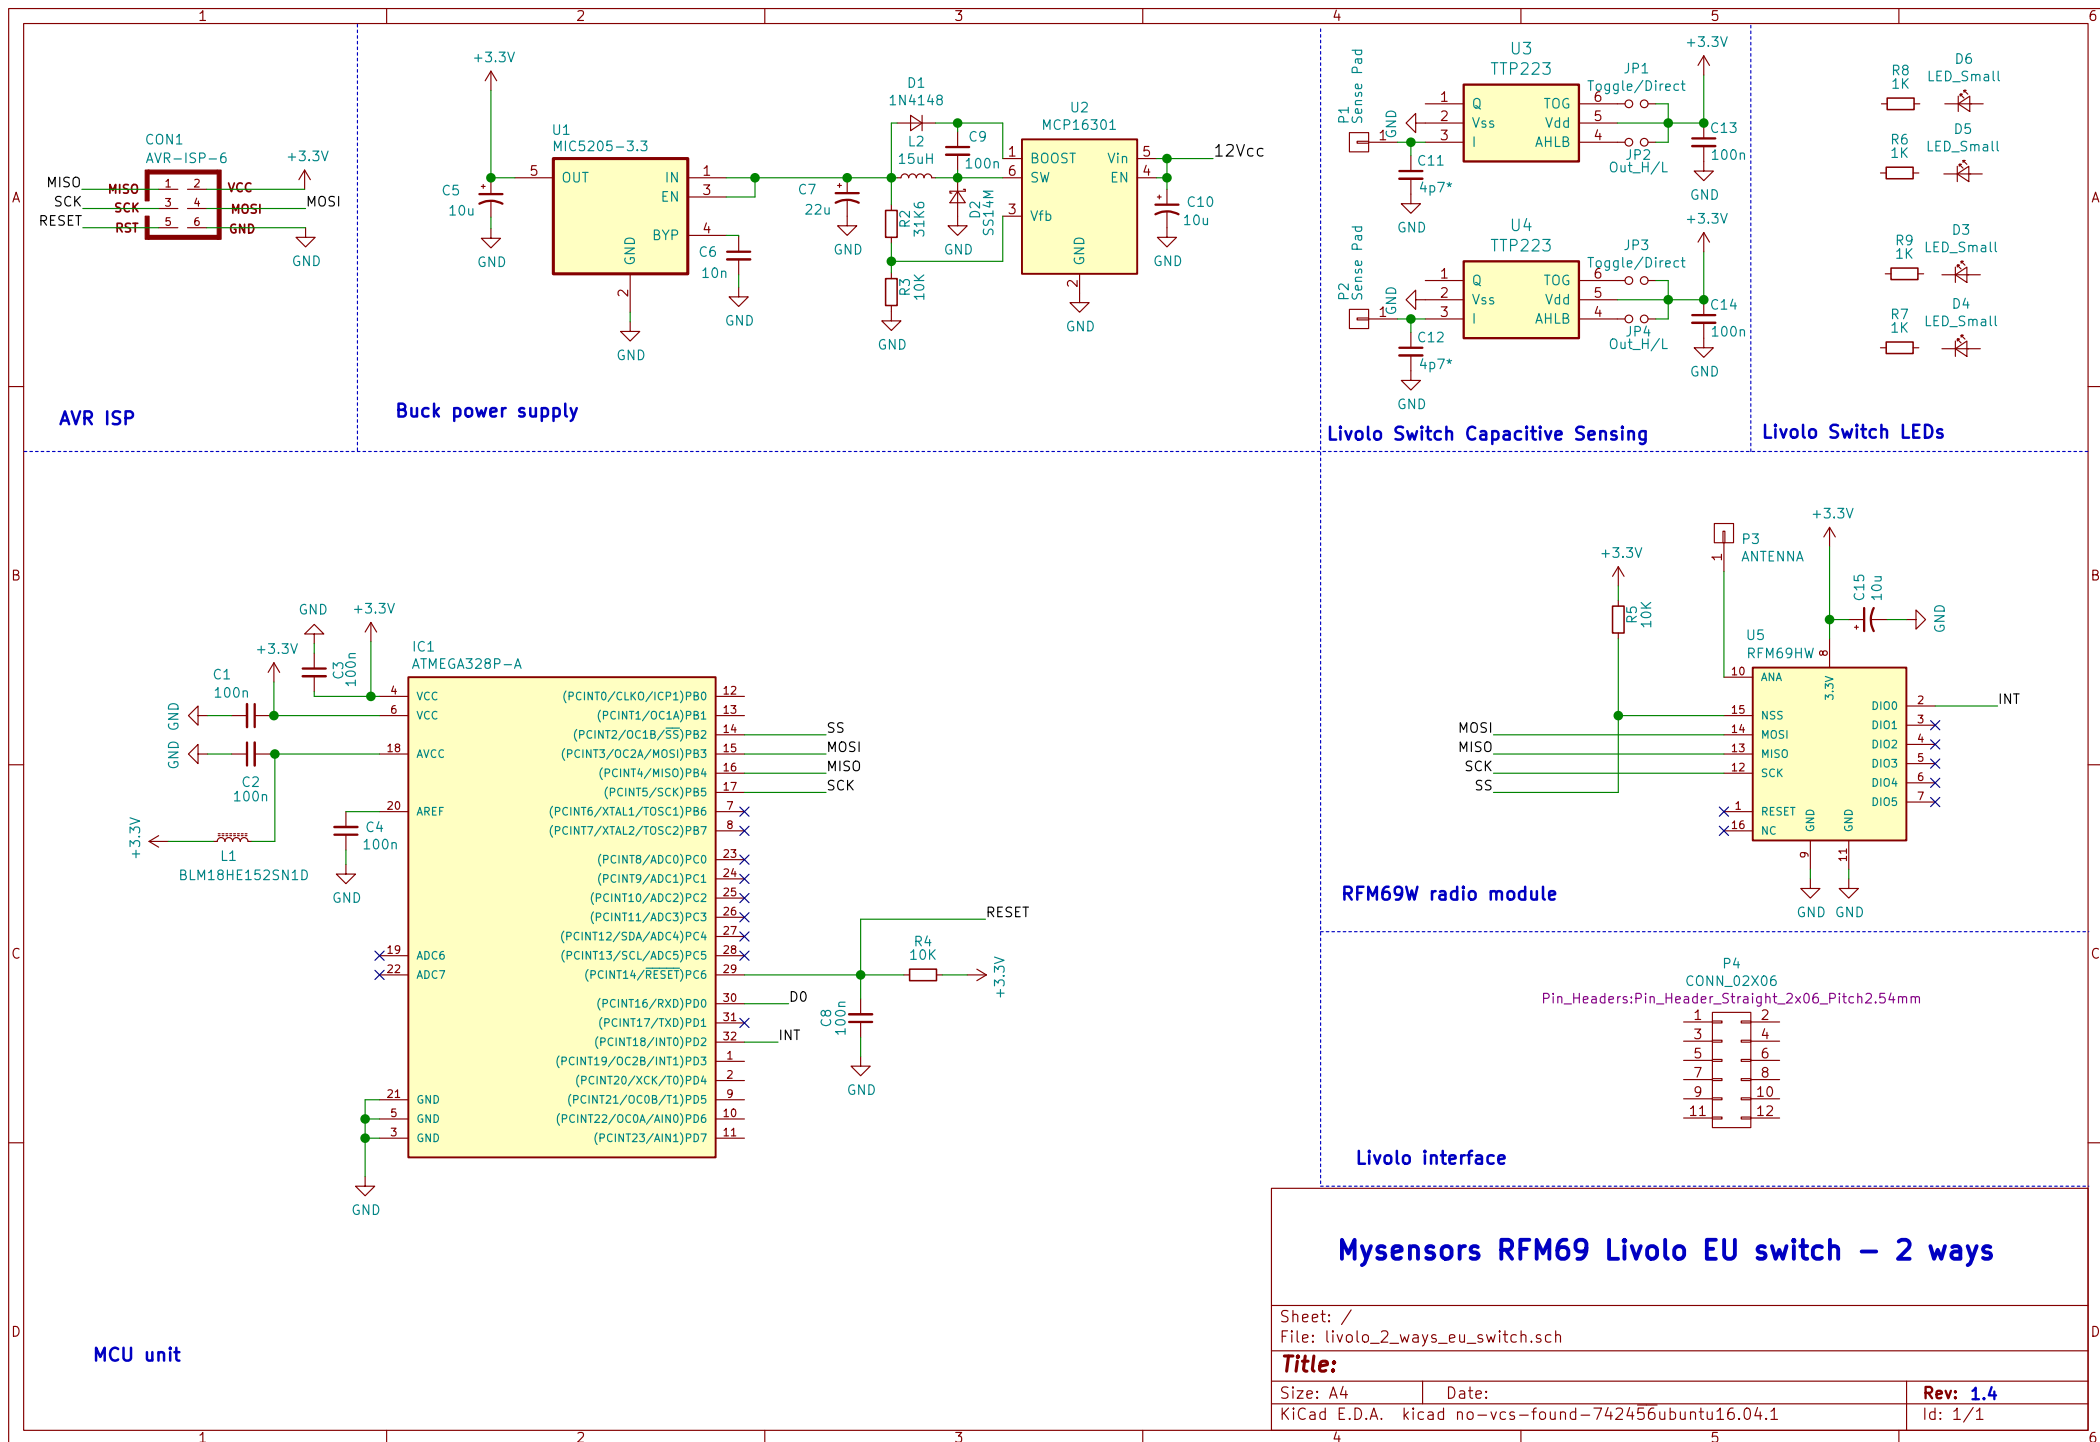 1 2 3 4 5 6
A
B
C
D
CON1
AVR-ISP-6
+3.3V
MISO MISO 1 2 VCC
SCK SCK 3 4 MOSI MOSI
RESET RST 5 6 GND
GND
AVR ISP
+3.3V
U1
MIC5205-3.3
C5
10u
GND
5 OUT IN 1
EN 3
BYP 4
GND
2
GND
C6
10n
GND
C7
22u
GND
D1
1N4148
L2
15uH
C9
100n
R2
31K6
R3
10K
GND
D2
SS14M
GND
U2
MCP16301
1 BOOST Vin 5
6 SW EN 4
3 Vfb
GND
2
GND
12Vcc
C10
10u
GND
Buck power supply
P1
Sense Pad
1
GND
C11
4p7*
GND
U3
TTP223
1 Q TOG 6
2 Vss Vdd 5
3 I AHLB 4
JP1
Toggle/Direct
JP2
Out_H/L
+3.3V
C13
100n
GND
P2
Sense Pad
1
GND
C12
4p7*
GND
U4
TTP223
1 Q TOG 6
2 Vss Vdd 5
3 I AHLB 4
JP3
Toggle/Direct
JP4
Out_H/L
+3.3V
C14
100n
GND
Livolo Switch Capacitive Sensing
R8
1K
D6
LED_Small
R6
1K
D5
LED_Small
R9
1K
D3
LED_Small
R7
1K
D4
LED_Small
Livolo Switch LEDs
GND
+3.3V
C3
100n
+3.3V
C1
100n
GND
GND
C2
100n
+3.3V
L1
BLM18HE152SN1D
C4
100n
GND
IC1
ATMEGA328P-A
4 VCC
6 VCC
18 AVCC
20 AREF
19 ADC6
22 ADC7
21 GND
5 GND
3 GND
GND
(PCINT0/CLKO/ICP1)PB0 12
(PCINT1/OC1A)PB1 13
(PCINT2/OC1B/SS)PB2 14 SS
(PCINT3/OC2A/MOSI)PB3 15 MOSI
(PCINT4/MISO)PB4 16 MISO
(PCINT5/SCK)PB5 17 SCK
(PCINT6/XTAL1/TOSC1)PB6 7
(PCINT7/XTAL2/TOSC2)PB7 8
(PCINT8/ADC0)PC0 23
(PCINT9/ADC1)PC1 24
(PCINT10/ADC2)PC2 25
(PCINT11/ADC3)PC3 26
(PCINT12/SDA/ADC4)PC4 27
(PCINT13/SCL/ADC5)PC5 28
(PCINT14/RESET)PC6 29
(PCINT16/RXD)PD0 30 D0
(PCINT17/TXD)PD1 31
(PCINT18/INT0)PD2 32 INT
(PCINT19/OC2B/INT1)PD3 1
(PCINT20/XCK/T0)PD4 2
(PCINT21/OC0B/T1)PD5 9
(PCINT22/OC0A/AIN0)PD6 10
(PCINT23/AIN1)PD7 11
RESET
R4
10K
+3.3V
C8
100n
GND
MCU unit
+3.3V
R5
10K
P3
ANTENNA
1
+3.3V
C15
10u
GND
U5
RFM69HW
8
3.3V
10 ANA
15 NSS
MOSI 14 MOSI
MISO 13 MISO
SCK 12 SCK
SS
1 RESET
16 NC
DIO0 2 INT
DIO1 3
DIO2 4
DIO3 5
DIO4 6
DIO5 7
GND GND
9 11
GND GND
RFM69W radio module
P4
CONN_02X06
Pin_Headers:Pin_Header_Straight_2x06_Pitch2.54mm
1 2
3 4
5 6
7 8
9 10
11 12
Livolo interface
Mysensors RFM69 Livolo EU switch – 2 ways
Sheet: /
File: livolo_2_ways_eu_switch.sch
Title:
Size: A4 Date: Rev: 1.4
KiCad E.D.A. kicad no-vcs-found-742456ubuntu16.04.1 Id: 1/1
A
B
C
D
1 2 3 4 5 6